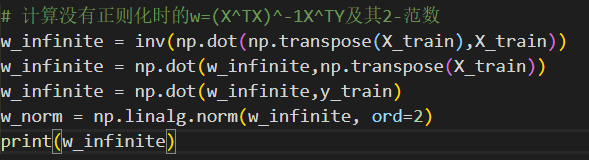 # 计算没有正则化时的w=(X^TX)^-1X^TY及其2-范数
w_infinite = inv(np.dot(np.transpose(X_train),X_train))
w_infinite = np.dot(w_infinite,np.transpose(X_train))
w_infinite = np.dot(w_infinite,y_train)
w_norm = np.linalg.norm(w_infinite, ord=2)
print(w_infinite)